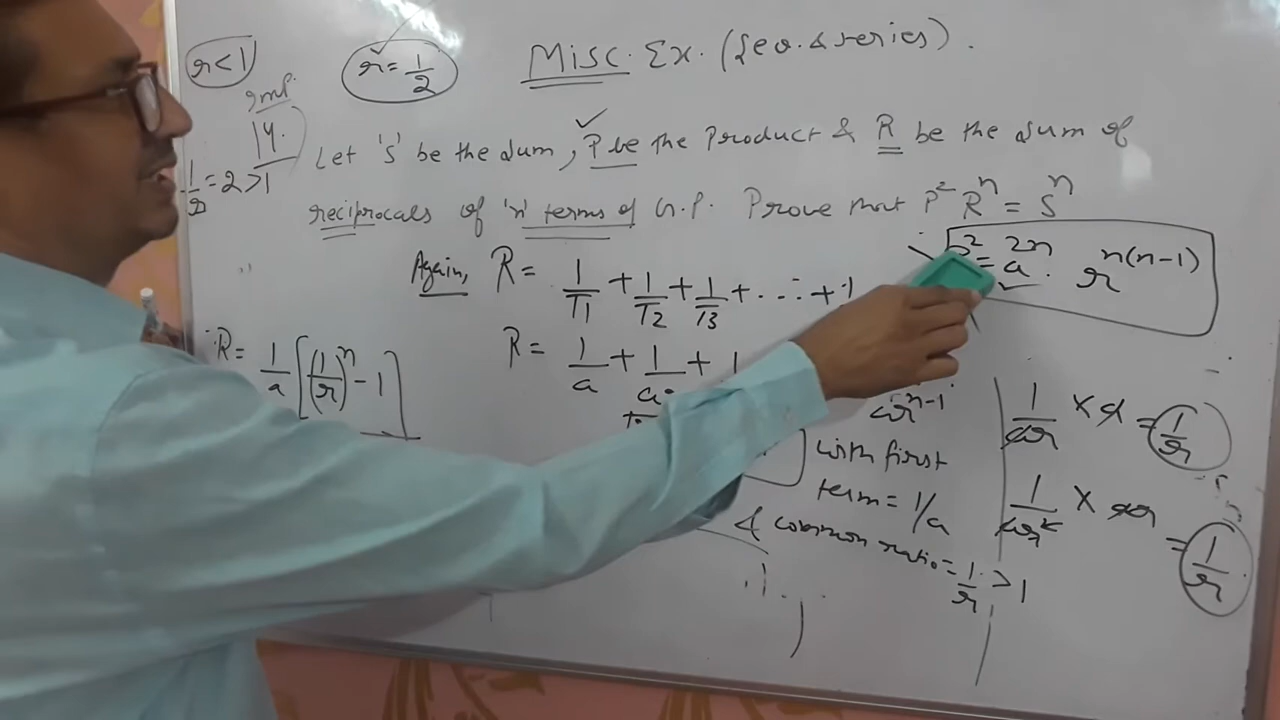 r<1
r = 1/2
Misc. Ex. (Seq. & series).
Imp.
14. Let 'S' be the sum, P be the Product & R be the sum of
1/r = 2 >1
reciprocals of 'n' terms of G.P. Prove that P² Rⁿ = Sⁿ
P² = a²ⁿ . r^(n(n-1))
Again, R = 1/T1 + 1/T2 + 1/T3 + ... + 1
R = 1/a + 1/a + 1
arⁿ⁻¹
R = 1/a [(1/r)ⁿ - 1]
with first
term = 1/a
& common ratio = 1/r > 1
1/ar × a = 1/r
1/ar² × ar = 1/r